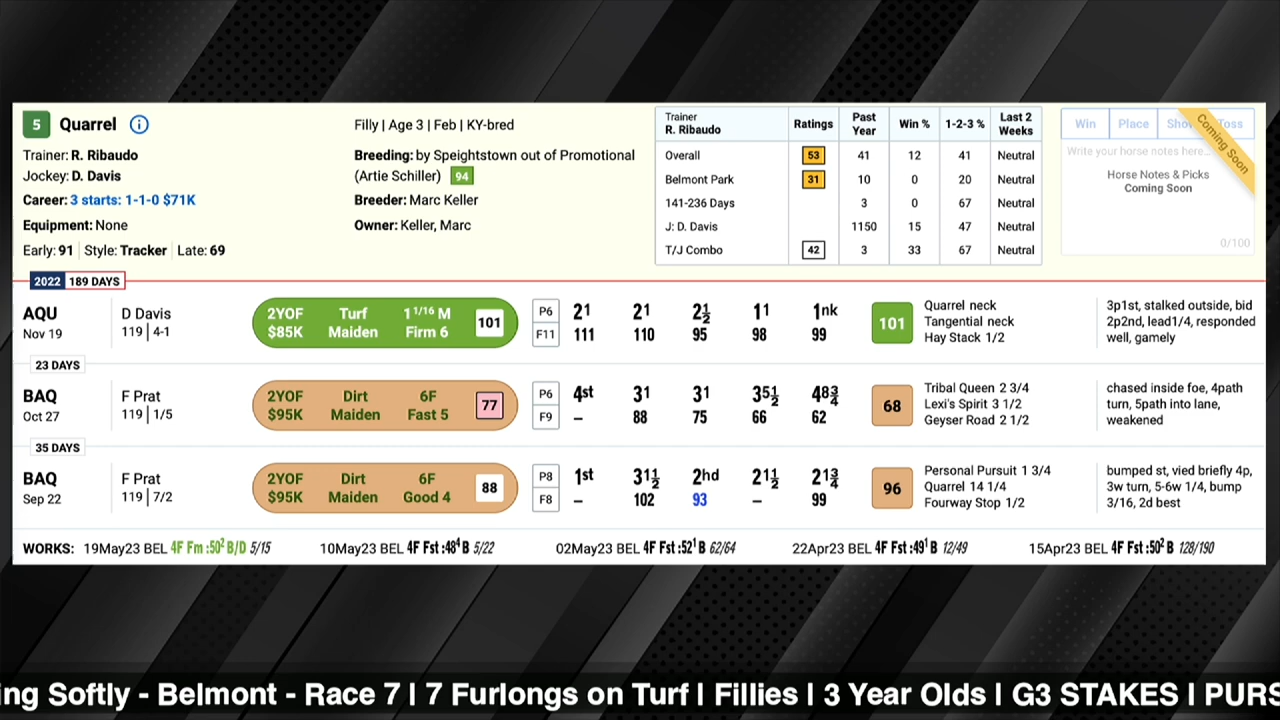 5 Quarrel i
Filly | Age 3 | Feb | KY-bred
Trainer: R. Ribaudo
Jockey: D. Davis
Career: 3 starts: 1-1-0 $71K
Equipment: None
Early: 91 | Style: Tracker | Late: 69
Breeding: by Speightstown out of Promotional
(Artie Schiller) 94
Breeder: Marc Keller
Owner: Keller, Marc
Trainer R. Ribaudo Ratings Past Year Win % 1-2-3 % Last 2 Weeks
Overall 53 41 12 41 Neutral
Belmont Park 31 10 0 20 Neutral
141-236 Days 3 0 67 Neutral
J: D. Davis 1150 15 47 Neutral
T/J Combo 42 3 33 67 Neutral
Win Place Show Toss
Coming Soon
Write your horse notes here...
Horse Notes & Picks
Coming Soon
0/100
2022 189 DAYS
AQU D Davis 2YOF Turf 1 1/16 M 101 P6 2 1 2 1 2 ½ 1 1 1 nk 101 Quarrel neck 3p1st, stalked outside, bid
Nov 19 119 | 4-1 $85K Maiden Firm 6 F11 111 110 95 98 99 Tangential neck 2p2nd, lead1/4, responded
Hay Stack 1/2 well, gamely
23 DAYS
BAQ F Prat 2YOF Dirt 6F 77 P6 4st 3 1 3 1 3 5½ 4 8¾ 68 Tribal Queen 2 3/4 chased inside foe, 4path
Oct 27 119 | 1/5 $95K Maiden Fast 5 F9 – 88 75 66 62 Lexi's Spirit 3 1/2 turn, 5path into lane,
Geyser Road 2 1/2 weakened
35 DAYS
BAQ F Prat 2YOF Dirt 6F 88 P8 1st 3 1½ 2hd 2 1½ 2 1¾ 96 Personal Pursuit 1 3/4 bumped st, vied briefly 4p,
Sep 22 119 | 7/2 $95K Maiden Good 4 F8 – 102 93 – 99 Quarrel 14 1/4 3w turn, 5-6w 1/4, bump
Fourway Stop 1/2 3/16, 2d best
WORKS: 19May23 BEL 4F Fm :50² B/D 5/15 10May23 BEL 4F Fst :48⁴ B 5/22 02May23 BEL 4F Fst :52¹ B 62/64 22Apr23 BEL 4F Fst :49¹ B 12/49 15Apr23 BEL 4F Fst :50² B 128/190
ing Softly - Belmont - Race 7 | 7 Furlongs on Turf | Fillies | 3 Year Olds | G3 STAKES | PURS